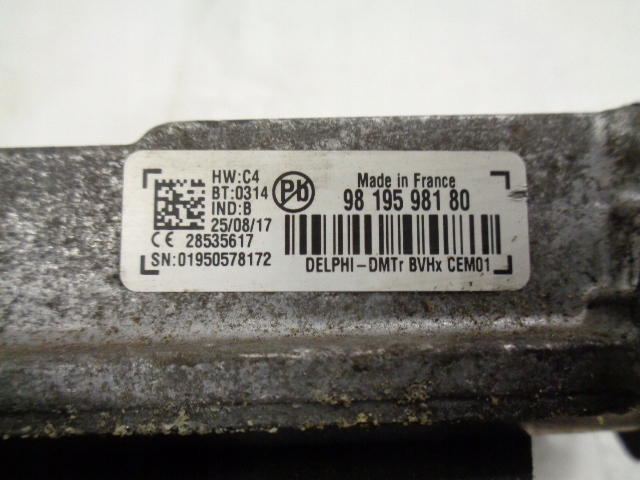 HW:C4
BT:0314
IND:B
25/08/17
CE 28535617
SN:01950578172
Pb
Made in France
98 195 981 80
DELPHI-DMTr BVHx CEM01